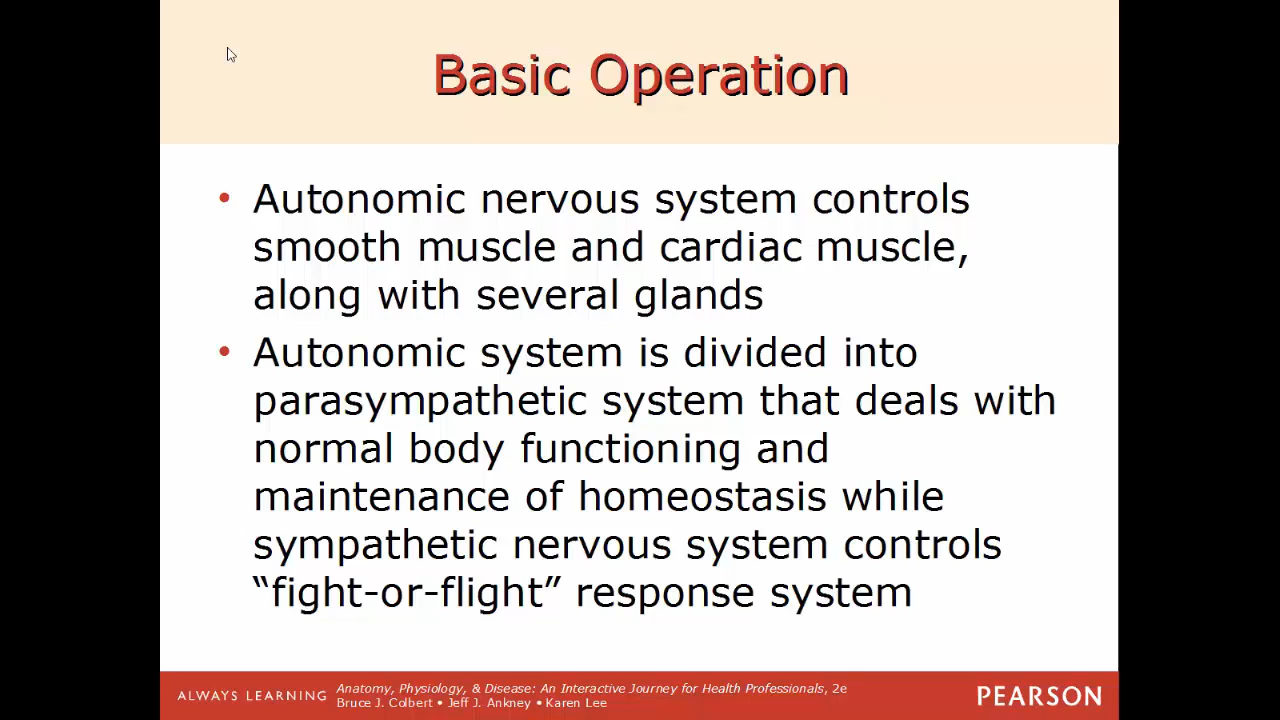 Basic Operation
• Autonomic nervous system controls
smooth muscle and cardiac muscle,
along with several glands
• Autonomic system is divided into
parasympathetic system that deals with
normal body functioning and
maintenance of homeostasis while
sympathetic nervous system controls
“fight-or-flight” response system
ALWAYS LEARNING
Anatomy, Physiology, & Disease: An Interactive Journey for Health Professionals, 2e
Bruce J. Colbert • Jeff J. Ankney • Karen Lee
PEARSON